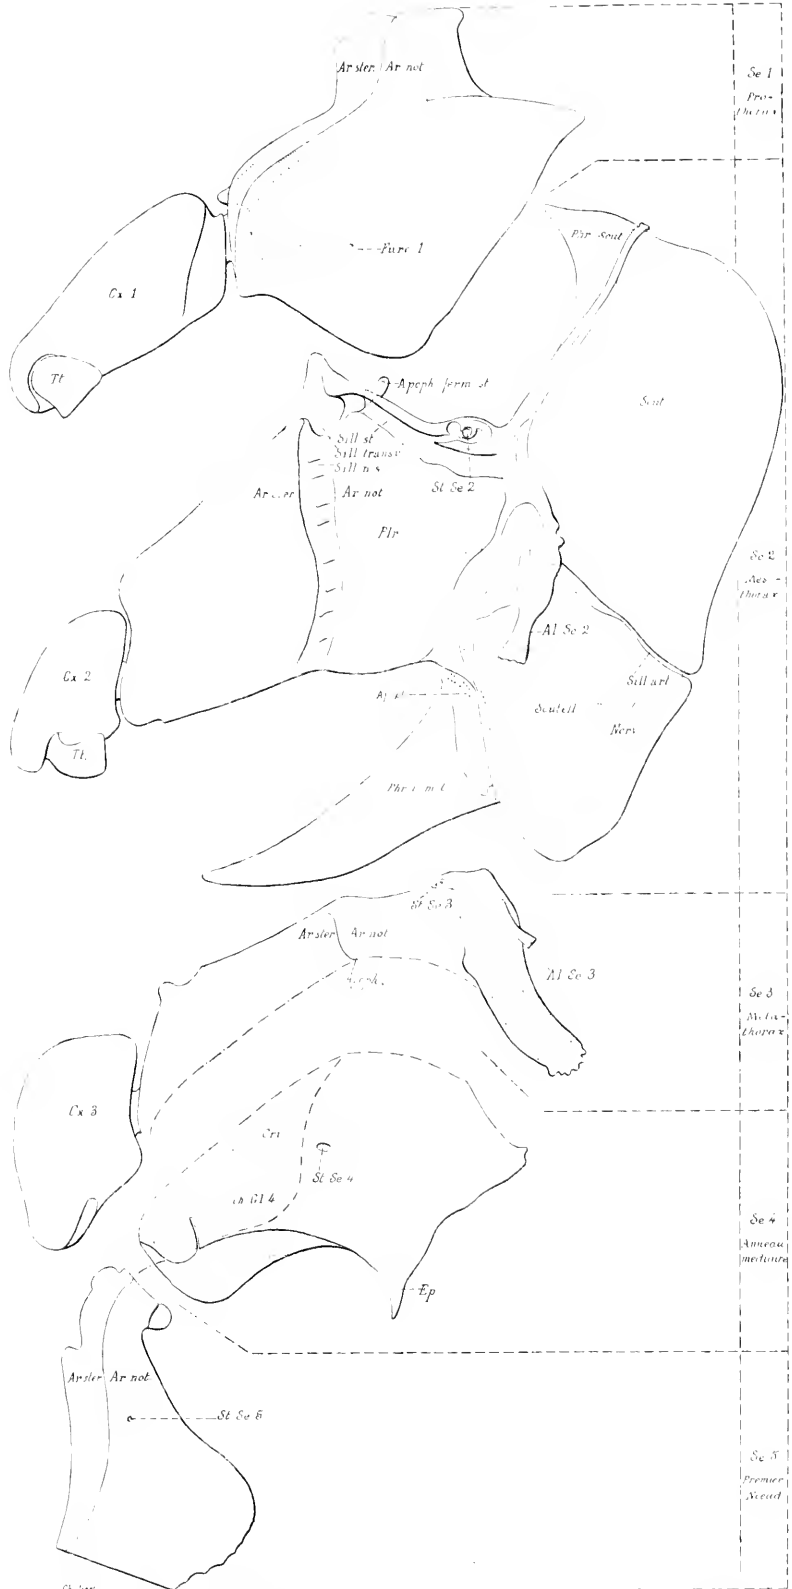 Ar ster Ar not
Se 1
Pro-
thorax
Par Scut
Furc 1
Cx 1
Tt
Apoph ferm st
Scut
Sill st
Sill transv
Sill n s
Ar ster Ar not
St Se 2
Plr
Se 2
thorax
Al Se 2
Cx 2
Sill art
Scutell
Nerv
Tt
St Se 3
Ar ster Ar not
Al Se 3
Se 3
Meta-
thorax
Cx 3
St Se 4
Gl 4
Se 4
Anneau
Ep
Ar ster Ar not
St Se 5
Se 5
Premier
Noeud